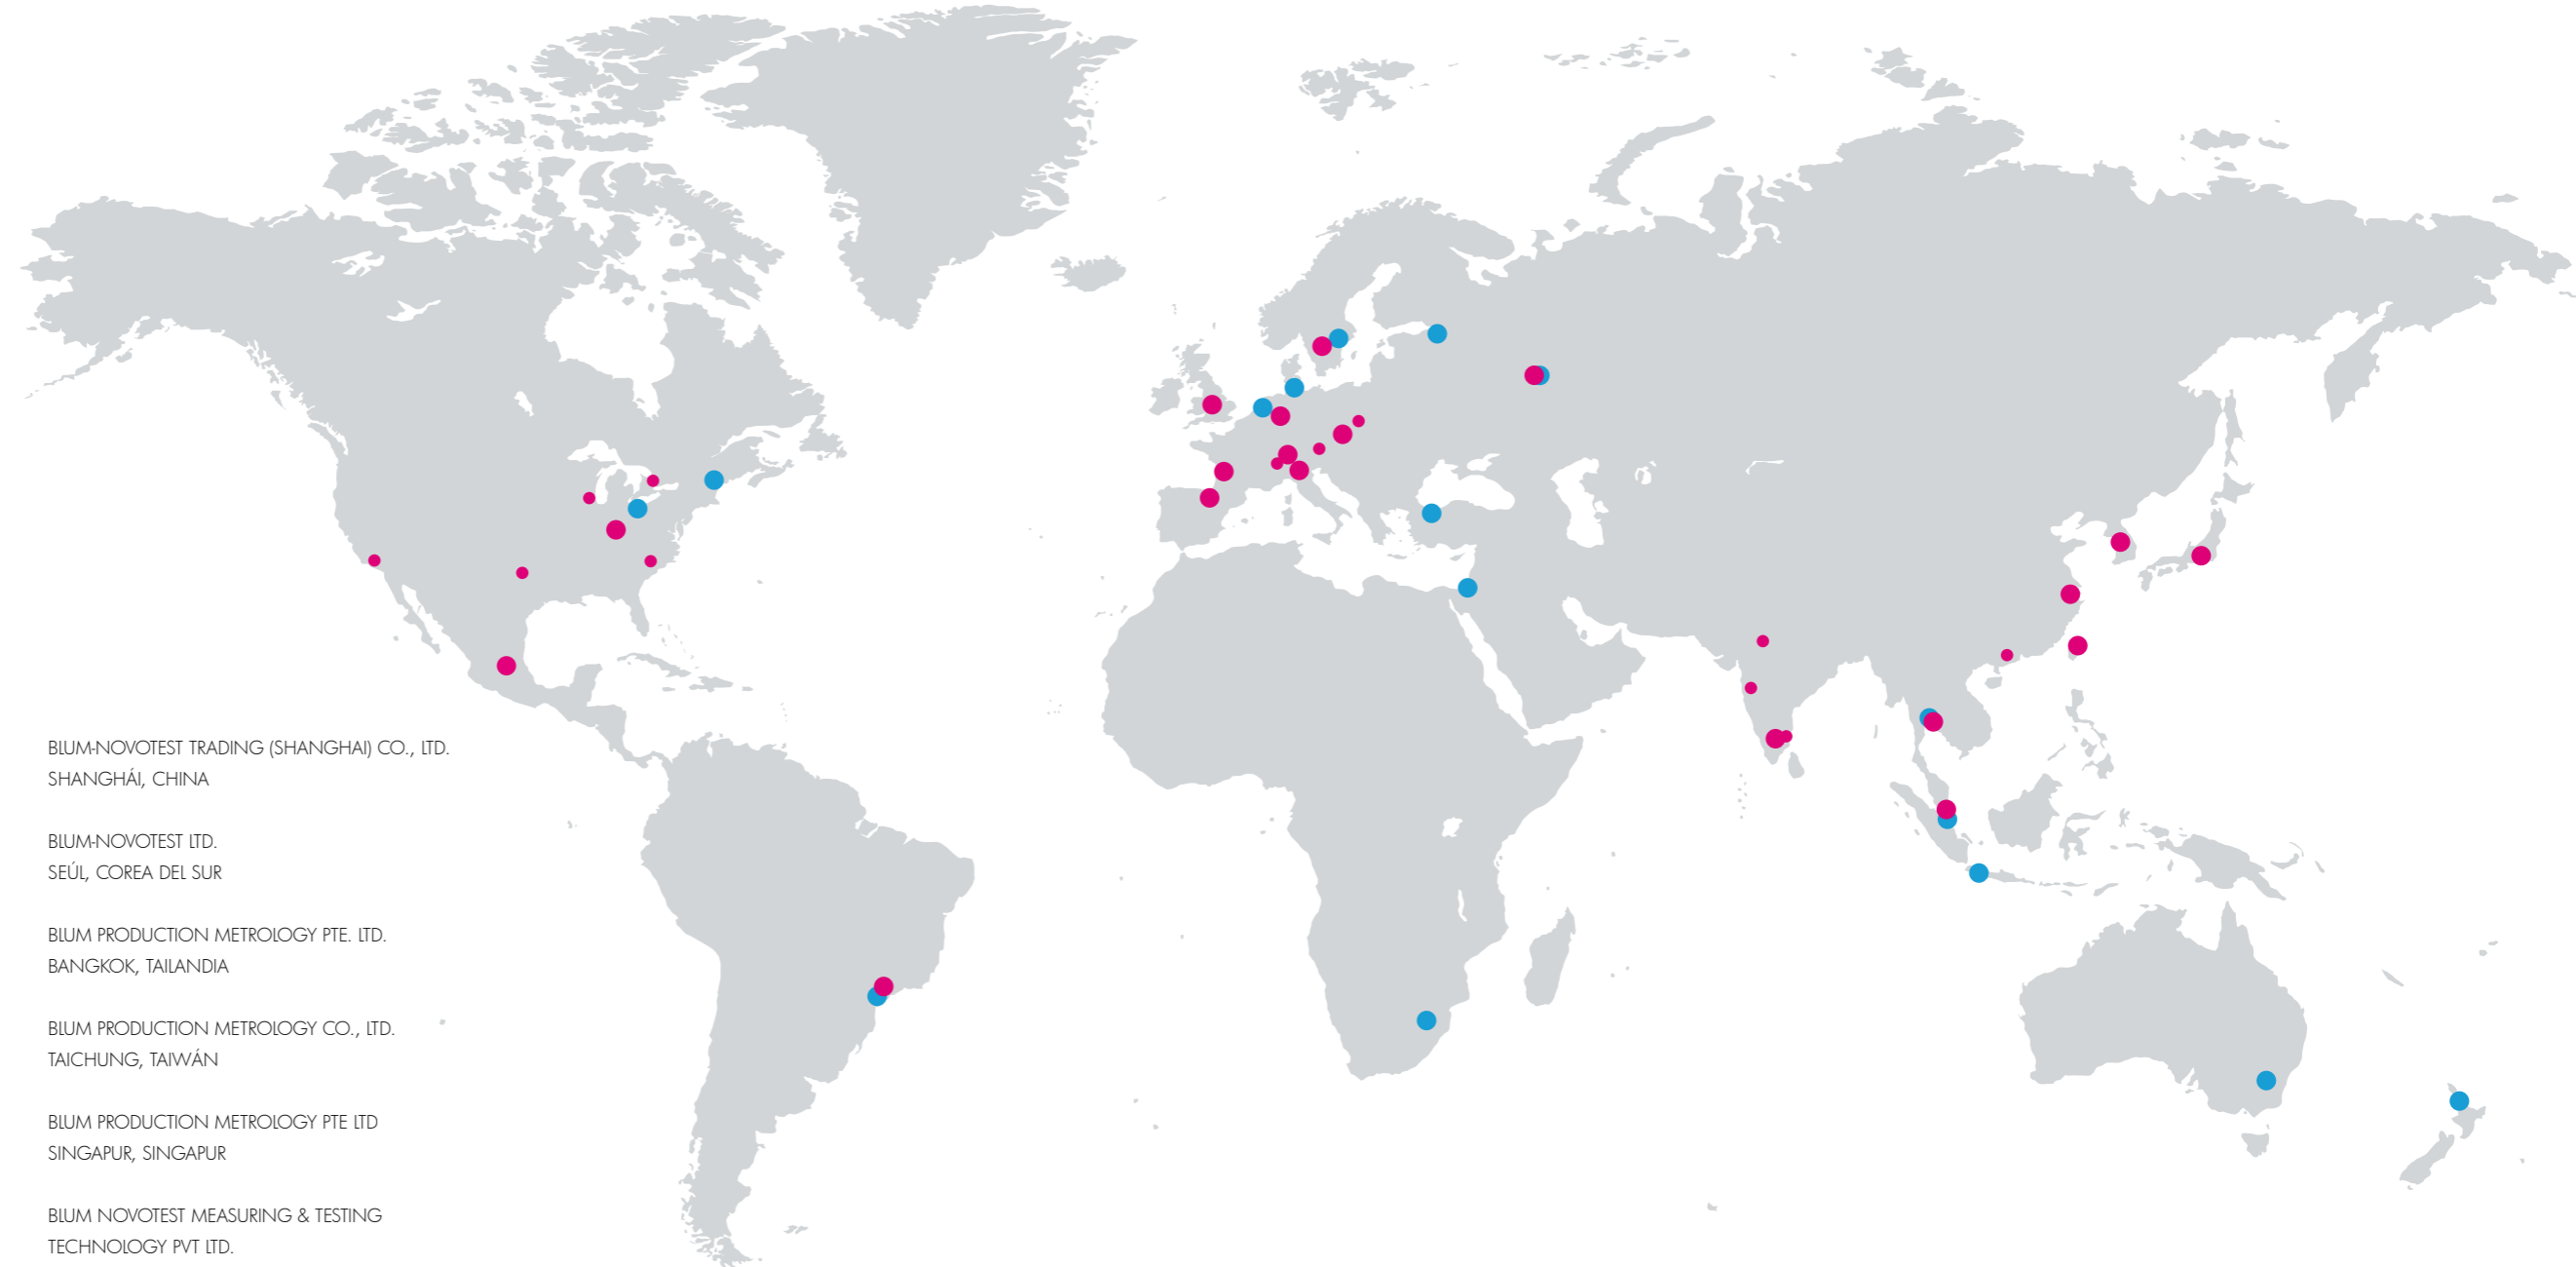 BLUM-NOVOTEST TRADING (SHANGHAI) CO., LTD.
SHANGHÁI, CHINA
BLUM-NOVOTEST LTD.
SEÚL, COREA DEL SUR
BLUM PRODUCTION METROLOGY PTE. LTD.
BANGKOK, TAILANDIA
BLUM PRODUCTION METROLOGY CO., LTD.
TAICHUNG, TAIWÁN
BLUM PRODUCTION METROLOGY PTE LTD
SINGAPUR, SINGAPUR
BLUM NOVOTEST MEASURING & TESTING
TECHNOLOGY PVT LTD.